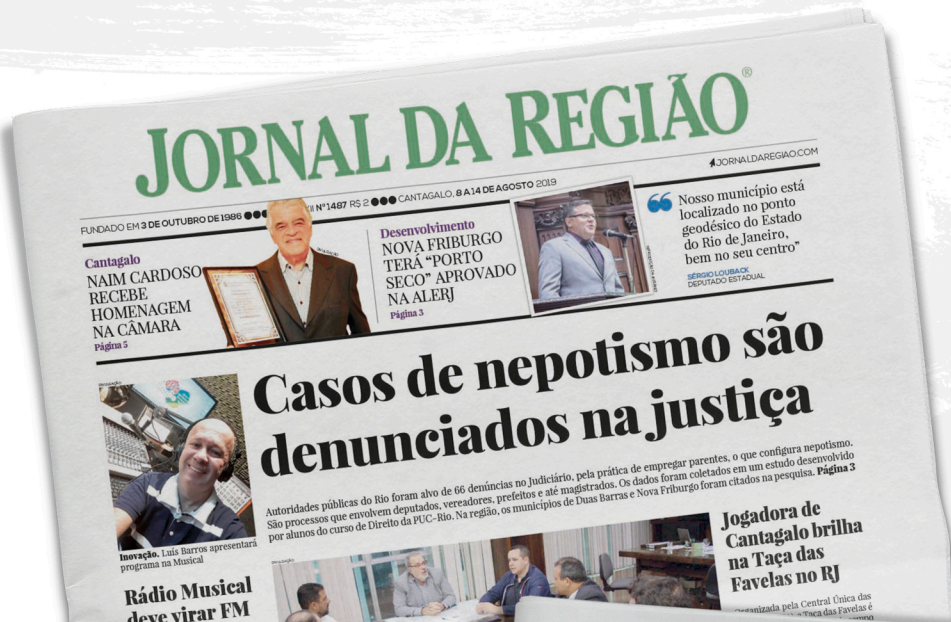 JORNAL DA REGIÃO®
JORNALDAREGIAO.COM
FUNDADO EM 3 DE OUTUBRO DE 1986 Nº 1.487 R$ 2 CANTAGALO, 8 A 14 DE AGOSTO 2019
Cantagalo
NAIM CARDOSO
RECEBE
HOMENAGEM
NA CÂMARA
Página 5
Desenvolvimento
NOVA FRIBURGO
TERÁ “PORTO
SECO” APROVADO
NA ALERJ
Página 3
Nosso município está
localizado no ponto
geodésico do Estado
do Rio de Janeiro,
bem no seu centro”
SÉRGIO LOUBACK
DEPUTADO ESTADUAL
Casos de nepotismo são
denunciados na justiça
Autoridades públicas do Rio foram alvo de 66 denúncias no Judiciário, pela prática de empregar parentes, o que configura nepotismo.
São processos que envolvem deputados, vereadores, prefeitos e até magistrados. Os dados foram coletados em um estudo desenvolvido
por alunos do curso de Direito da PUC-Rio. Na região, os municípios de Duas Barras e Nova Friburgo foram citados na pesquisa. Página 3
Inovação. Luís Barros apresentará
programa na Musical
Rádio Musical
deve virar FM
Jogadora de
Cantagalo brilha
na Taça das
Favelas no RJ
Organizada pela Central Única das
a Taça das Favelas é